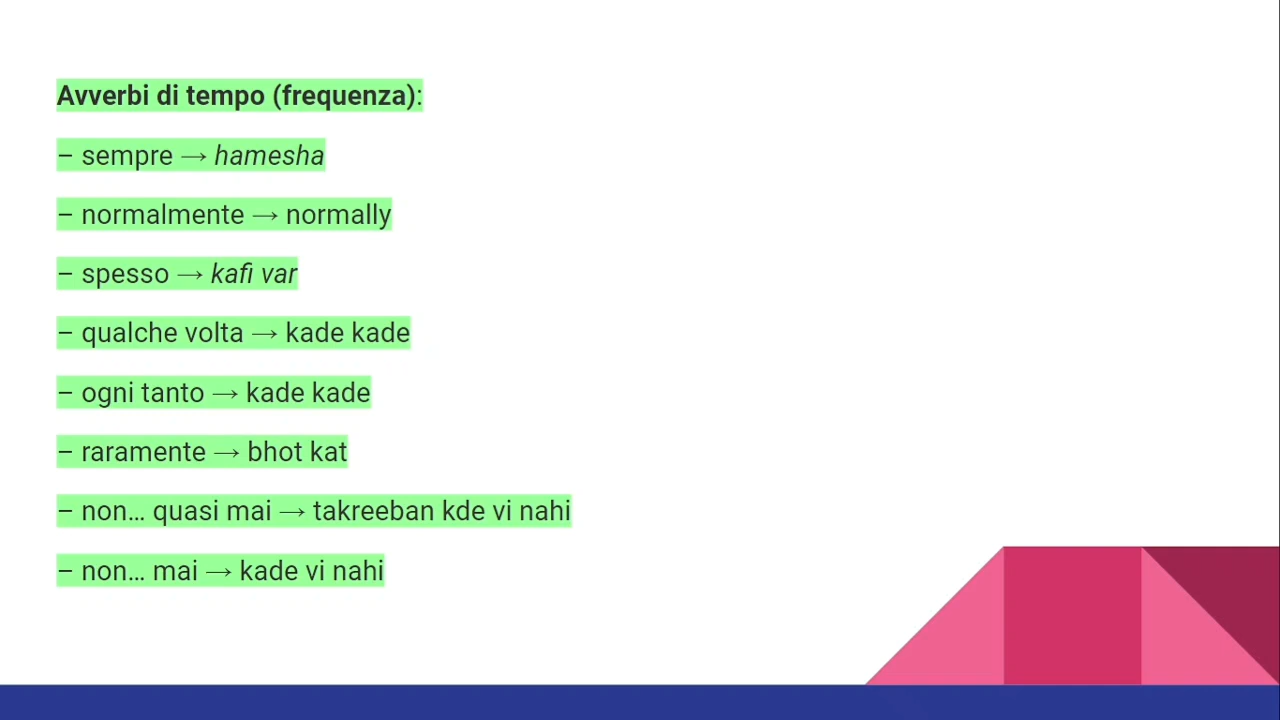 Avverbi di tempo (frequenza):
– sempre → hamesha
– normalmente → normally
– spesso → kafi var
– qualche volta → kade kade
– ogni tanto → kade kade
– raramente → bhot kat
– non... quasi mai → takreeban kde vi nahi
– non... mai → kade vi nahi